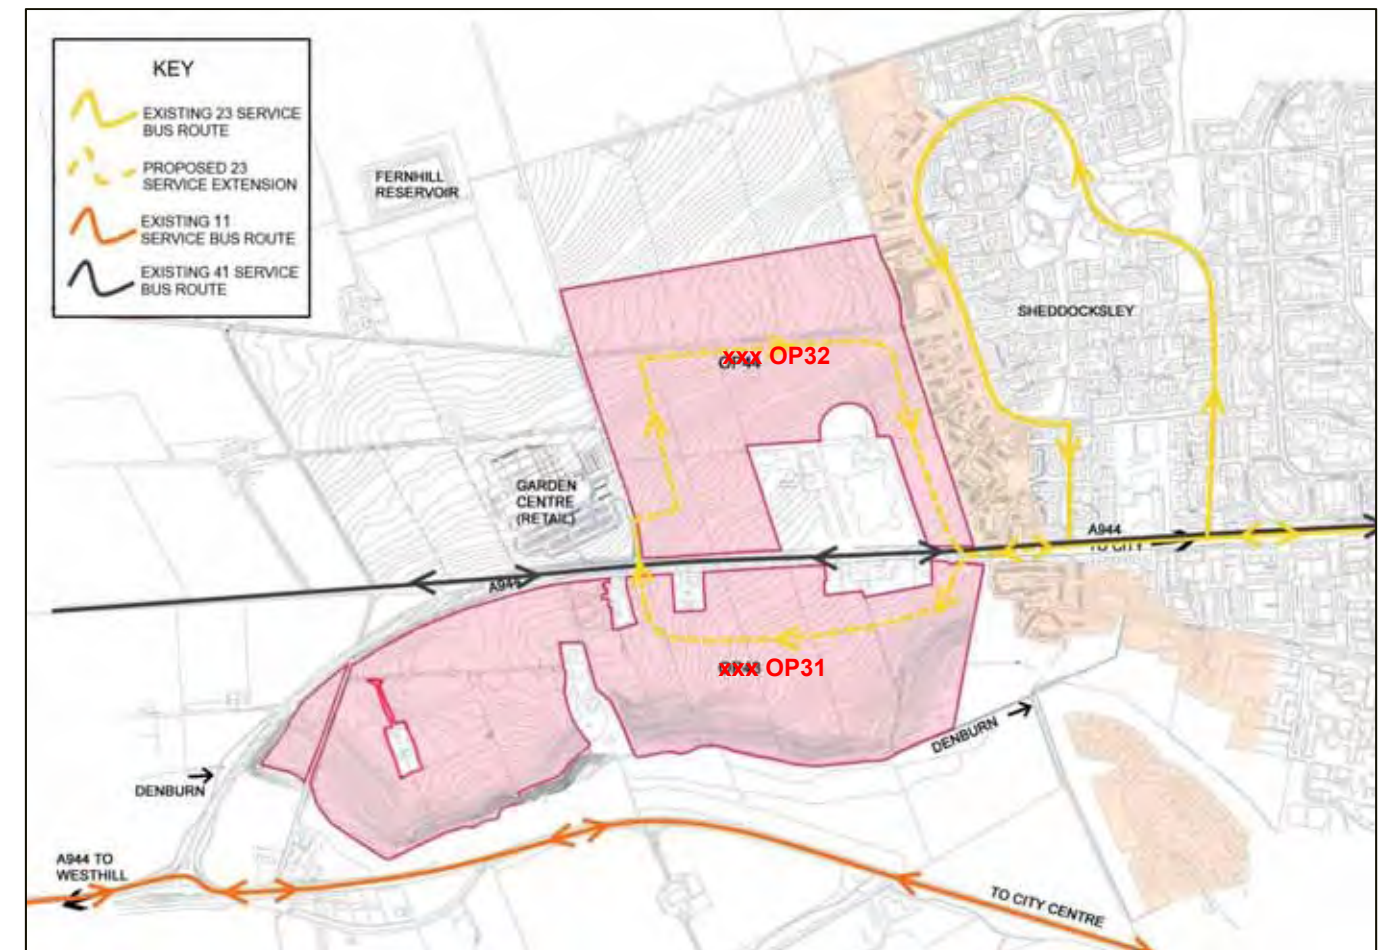 KEY
EXISTING 23 SERVICE
BUS ROUTE
PROPOSED 23
SERVICE EXTENSION
EXISTING 11
SERVICE BUS ROUTE
EXISTING 41 SERVICE
BUS ROUTE
FERNHILL
RESERVOIR
SHEDDOCKSLEY
xxx OP32
GARDEN
CENTRE
(RETAIL)
A944
TO CITY
A944
xxx OP31
DENBURN
DENBURN
A944 TO
WESTHILL
TO CITY CENTRE